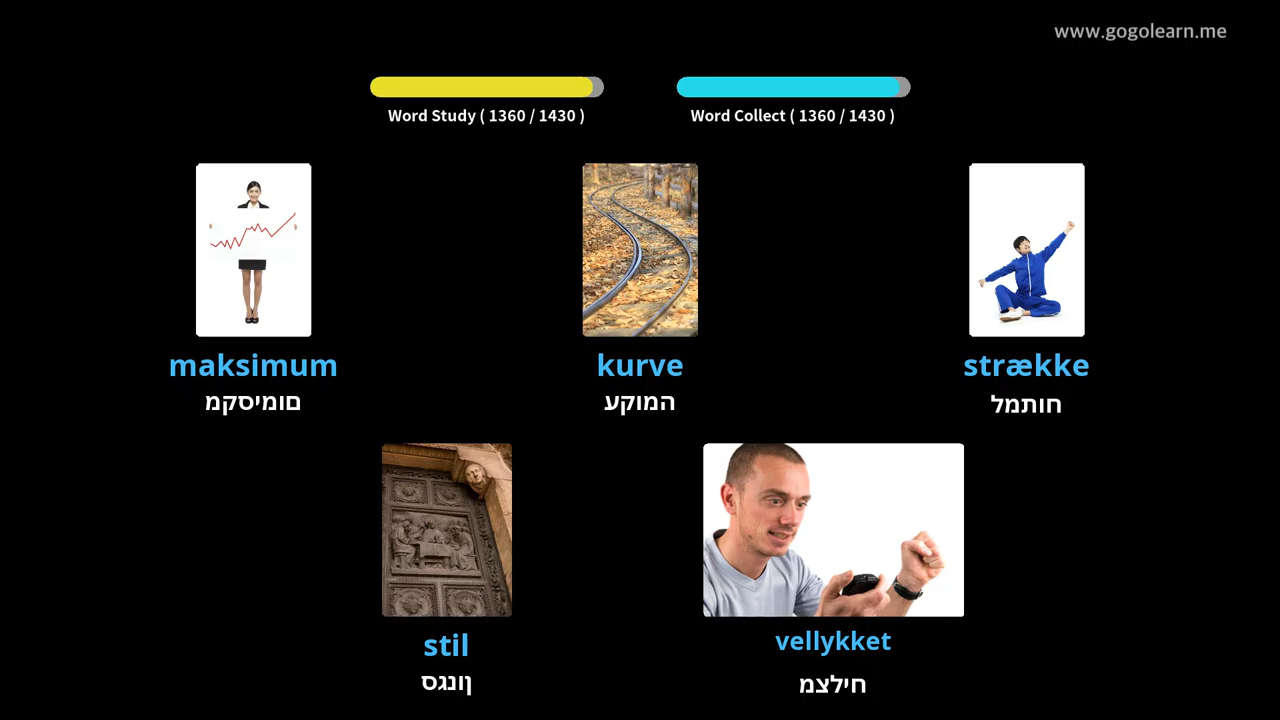 www.gogolearn.me
Word Study ( 1360 / 1430 )
Word Collect ( 1360 / 1430 )
maksimum
מקסימום
kurve
עקומה
strække
למתוח
stil
סגנון
vellykket
מצליח